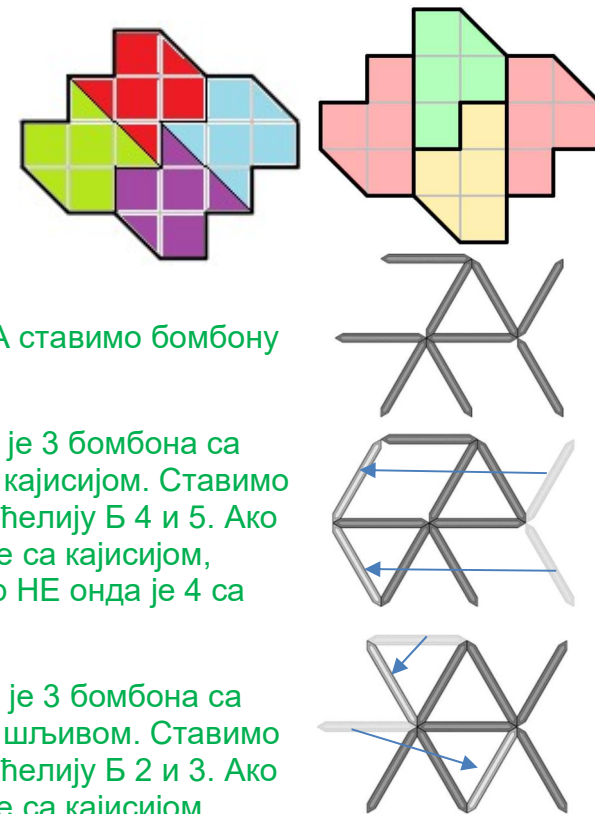 А ставимо бомбону
је 3 бомбона са
кајисијом. Ставимо
ћелију Б 4 и 5. Ако
е са кајисијом,
о НЕ онда је 4 са
је 3 бомбона са
шљивом. Ставимо
ћелију Б 2 и 3. Ако
е са кајисијом